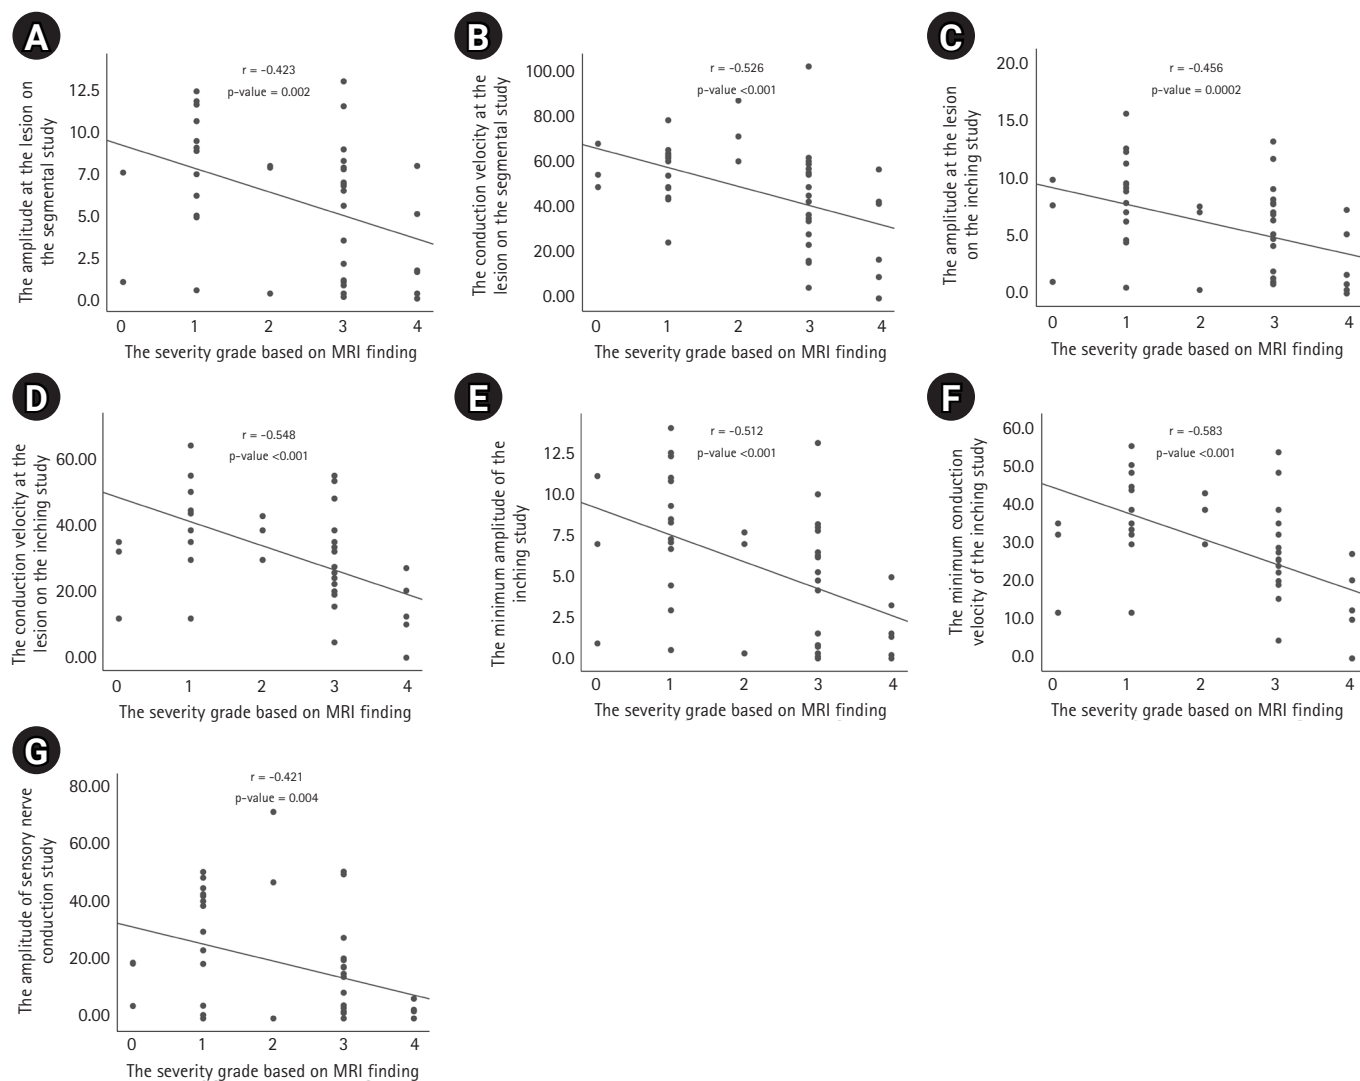 A
r = -0.423
p-value = 0.002
The amplitude at the lesion on
the segmental study
12.5
10.0
7.0
5.0
2.5
0.0
0 1 2 3 4
The severity grade based on MRI finding
B
r = -0.526
p-value <0.001
The conduction velocity at the
lesion on the segmental study
100.00
80.00
60.00
40.00
20.00
0.00
0 1 2 3 4
The severity grade based on MRI finding
C
r = -0.456
p-value = 0.0002
The amplitude at the lesion
on the inching study
20.0
15.0
10.0
5.0
0.0
0 1 2 3 4
The severity grade based on MRI finding
D
r = -0.548
p-value <0.001
The conduction velocity at the
lesion on the inching study
60.00
40.00
20.00
0.00
0 1 2 3 4
The severity grade based on MRI finding
E
r = -0.512
p-value <0.001
The minimum amplitude of the
inching study
12.5
10.0
7.5
5.0
2.5
0.0
0 1 2 3 4
The severity grade based on MRI finding
F
r = -0.583
p-value <0.001
The minimum conduction
velocity of the inching study
60.0
50.0
40.0
30.0
20.0
10.0
0.0
0 1 2 3 4
The severity grade based on MRI finding
G
r = -0.421
p-value = 0.004
The amplitude of sensory nerve
conduction study
80.00
60.00
40.00
20.00
0.00
0 1 2 3 4
The severity grade based on MRI finding